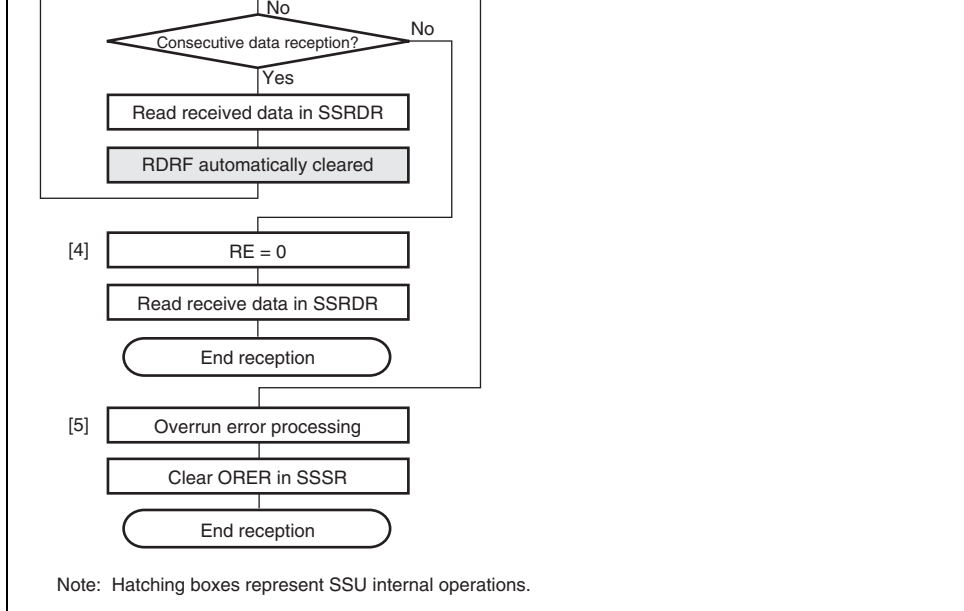 No
Consecutive data reception?
No
Yes
Read received data in SSRDR
RDRF automatically cleared
[4]
RE = 0
Read receive data in SSRDR
End reception
[5]
Overrun error processing
Clear ORER in SSSR
End reception
Note: Hatching boxes represent SSU internal operations.